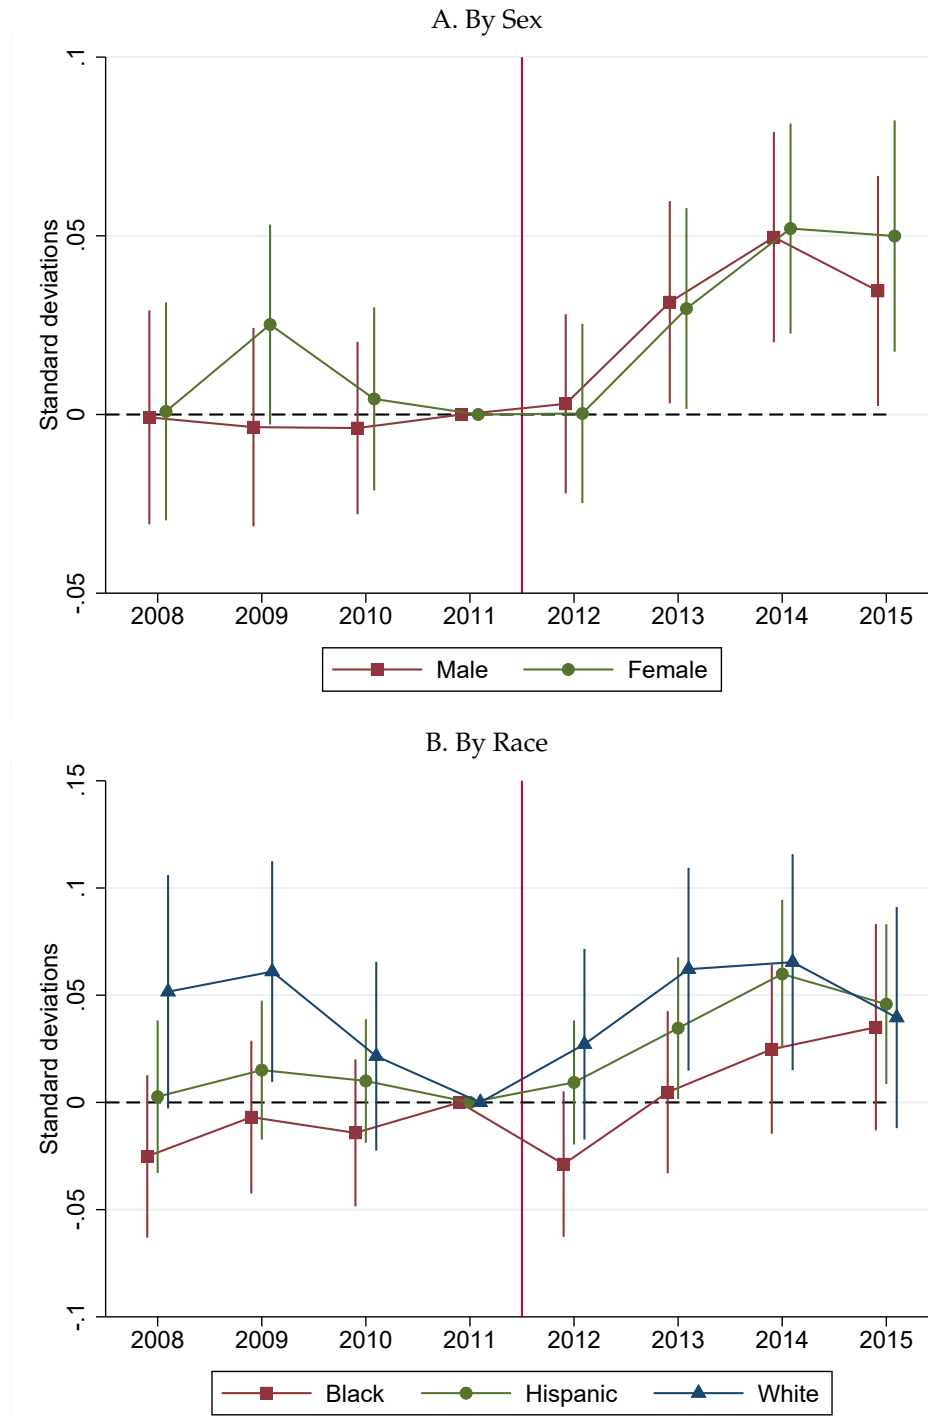 A. By Sex
.1
.05
0
-.05
Standard deviations
2008 2009 2010 2011 2012 2013 2014 2015
Male Female
B. By Race
.15
.1
.05
0
-.05
-.1
Standard deviations
2008 2009 2010 2011 2012 2013 2014 2015
Black Hispanic White